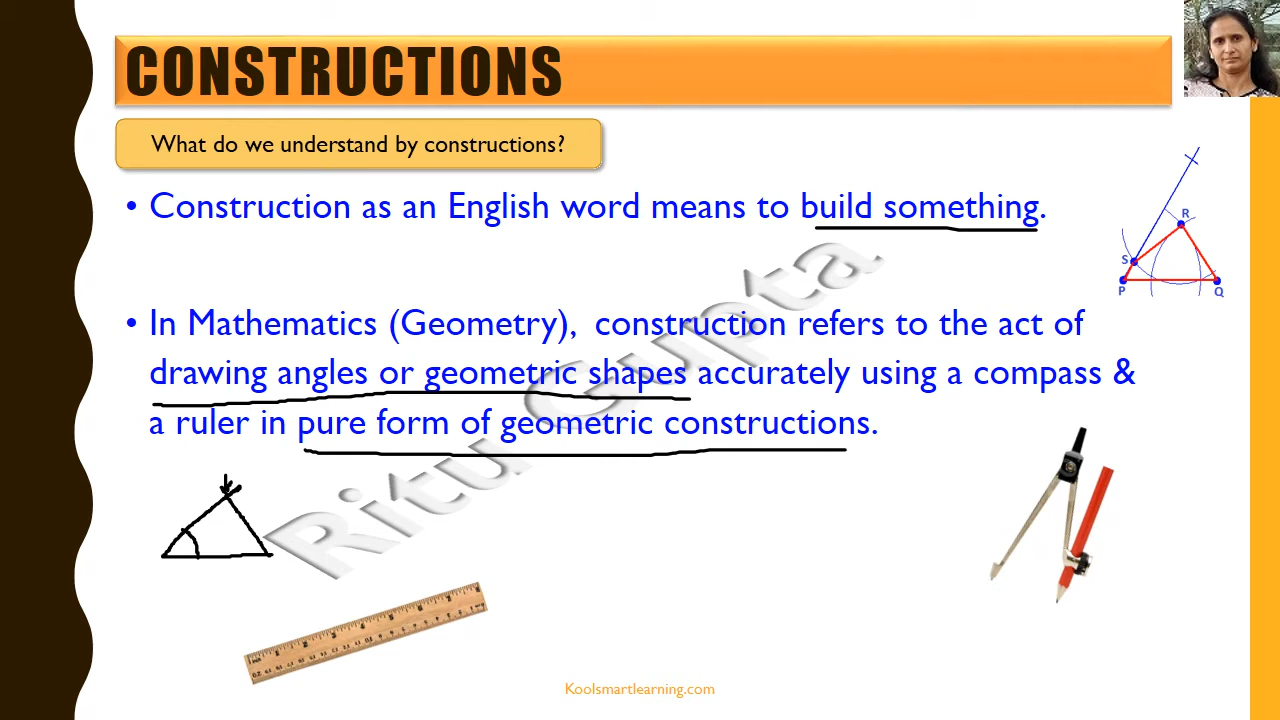 CONSTRUCTIONS
What do we understand by constructions?
• Construction as an English word means to build something.
• In Mathematics (Geometry), construction refers to the act of
drawing angles or geometric shapes accurately using a compass &
a ruler in pure form of geometric constructions.
R
S
P
Q
Ritu Gupta
Koolsmartlearning.com